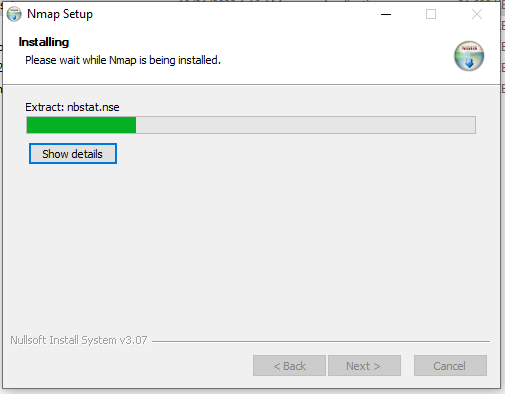 Nmap Setup
Installing
Please wait while Nmap is being installed.
Extract: nbstat.nse
Show details
Nullsoft Install System v3.07
< Back
Next >
Cancel